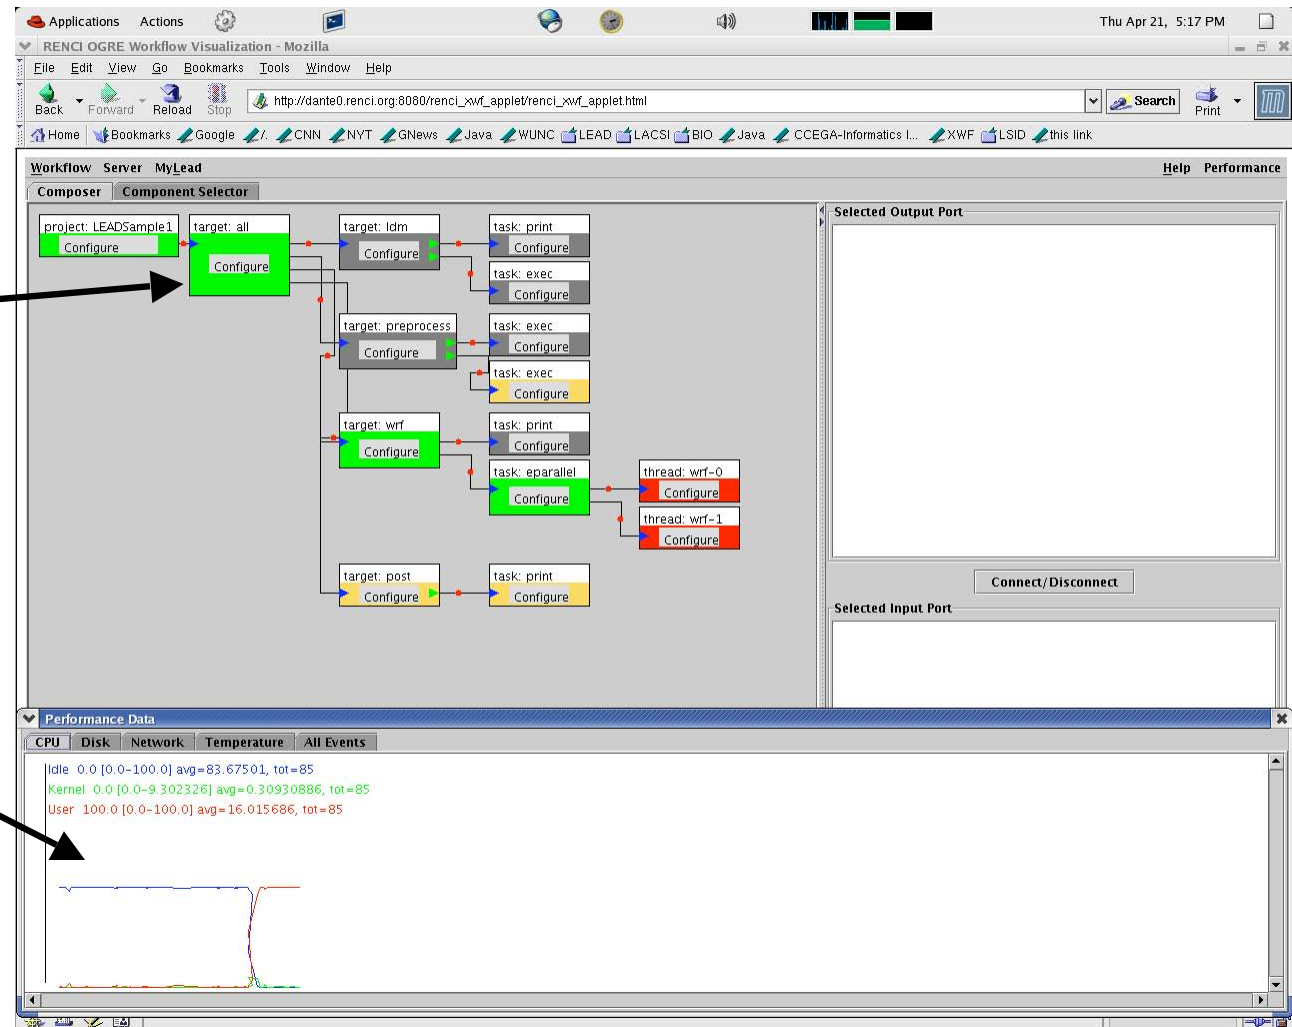 Applications Actions Thu Apr 21, 5:17 PM
RENCI OGRE Workflow Visualization - Mozilla
File Edit View Go Bookmarks Tools Window Help
Back Forward Reload Stop http://dante0.renci.org:8080/renci_xwf_applet/renci_xwf_applet.html Search Print
Home Bookmarks Google /. CNN NYT GNews Java WUNC LEAD LACSI BIO Java CCEGA-Informatics I... XWF LSID this link
Workflow Server MyLead Help Performance
Composer Component Selector
Selected Output Port
project: LEADSample1
Configure
target: all
Configure
target: ldm
Configure
task: print
Configure
task: exec
Configure
target: preprocess
Configure
task: exec
Configure
task: exec
Configure
target: wrf
Configure
task: print
Configure
task: eparallel
Configure
thread: wrf-0
Configure
thread: wrf-1
Configure
target: post
Configure
task: print
Configure
Connect/Disconnect
Selected Input Port
Performance Data
CPU Disk Network Temperature All Events
Idle 0.0 [0.0-100.0] avg=83.67501, tot=85
Kernel 0.0 [0.0-9.302326] avg=0.30930886, tot=85
User 100.0 [0.0-100.0] avg=16.015686, tot=85